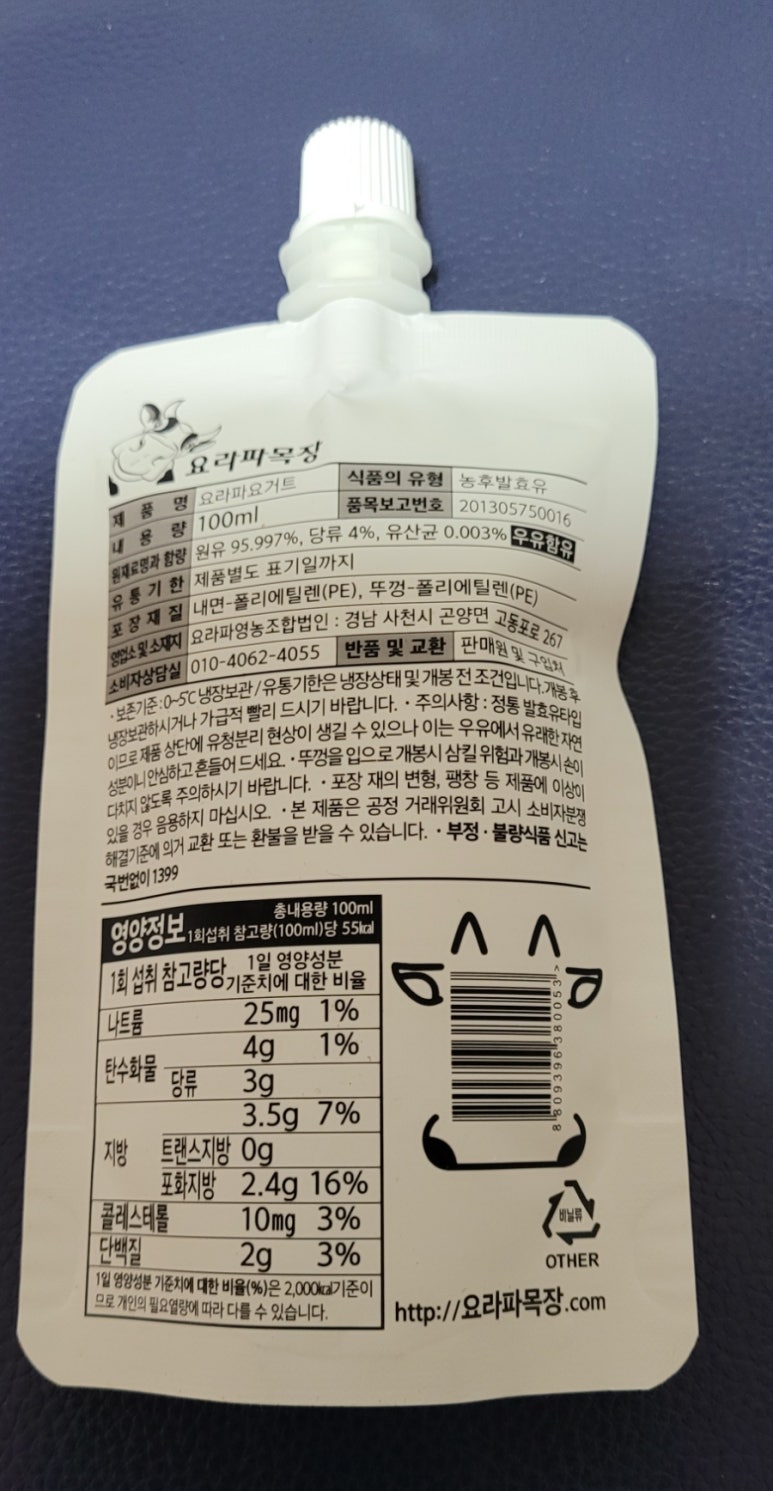 요라파목장
제품명 요라파요거트 식품의 유형 농후발효유
내용량 100ml 품목보고번호 201305750016
원재료명과 함량 원유 95.997%, 당류 4%, 유산균 0.003% 우유함유
유통기한 제품별도 표기일까지
포장재질 내면-폴리에틸렌(PE), 뚜껑-폴리에틸렌(PE)
영업소 및 소재지 요라파영농조합법인 : 경남 사천시 곤양면 고동포로 267
소비자상담실 010-4062-4055 반품 및 교환 판매원 및 구입처
·보존기준:0~5℃ 냉장보관/유통기한은 냉장상태 및 개봉 전 조건입니다.개봉 후
냉장보관하시거나 가급적 빨리 드시기 바랍니다. ·주의사항 : 정통 발효유타입
이므로 제품 상단에 유청분리 현상이 생길 수 있으나 이는 우유에서 유래한 자연
성분이니 안심하고 흔들어 드세요. ·뚜껑을 입으로 개봉시 삼킬 위험과 개봉시 손이
다치지 않도록 주의하시기 바랍니다. ·포장 재의 변형, 팽창 등 제품에 이상이
있을 경우 음용하지 마십시오. ·본 제품은 공정 거래위원회 고시 소비자분쟁
해결기준에 의거 교환 또는 환불을 받을 수 있습니다. ·부정·불량식품 신고는
국번없이 1399
영양정보 총내용량 100ml
1회섭취 참고량(100ml)당 55kcal
1회 섭취 참고량당 1일 영양성분
기준치에 대한 비율
나트륨 25mg 1%
탄수화물 4g 1%
당류 3g
지방 3.5g 7%
트랜스지방 0g
포화지방 2.4g 16%
콜레스테롤 10mg 3%
단백질 2g 3%
1일 영양성분 기준치에 대한 비율(%)은 2,000kcal기준이
므로 개인의 필요열량에 따라 다를 수 있습니다.
8 809396 380053 >
비닐류
OTHER
http://요라파목장.com